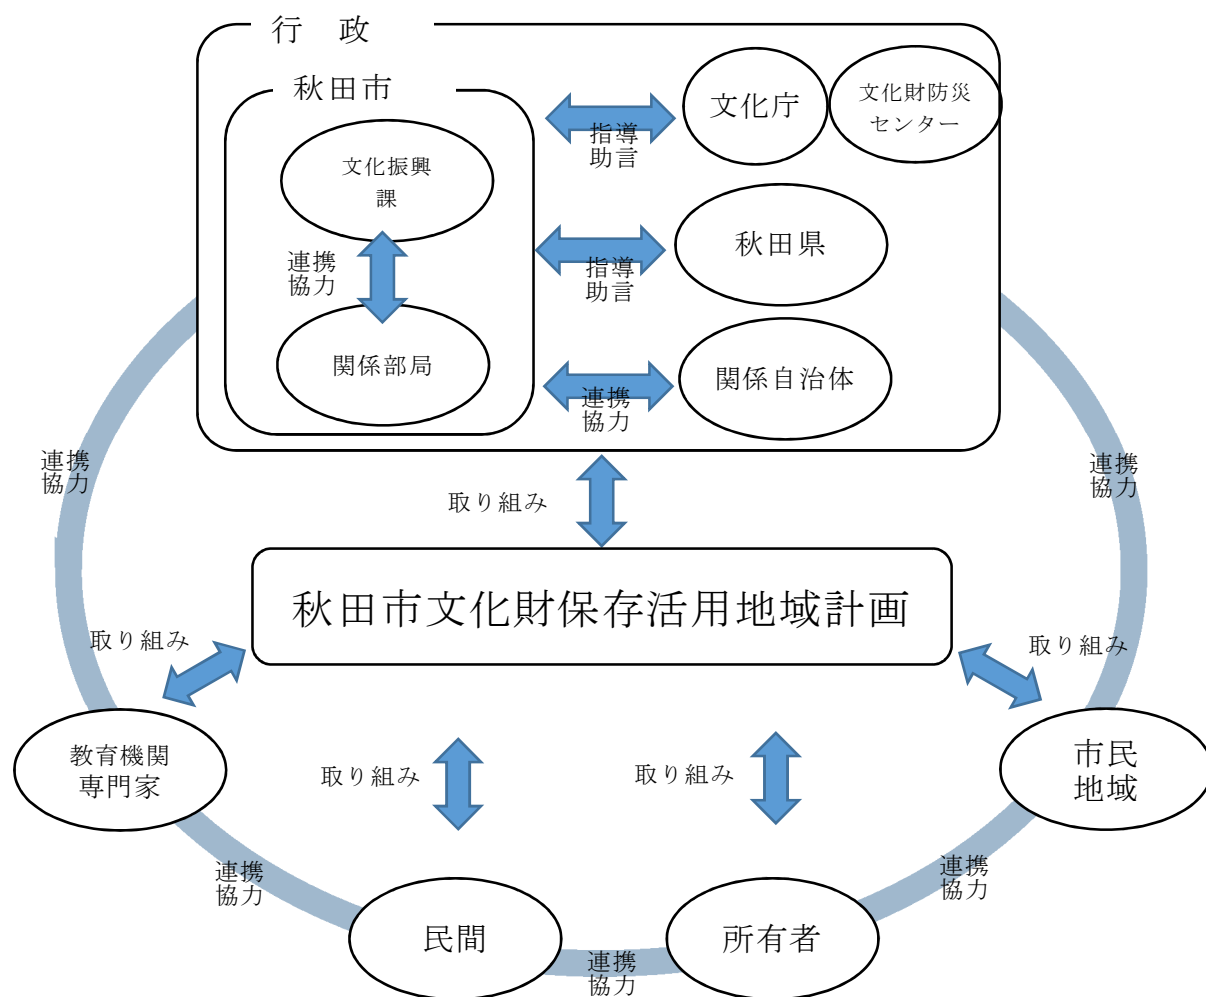 行　政
秋田市
文化振興
課
連携
協力
関係部局
指導
助言
文化庁
文化財防災
センター
指導
助言
秋田県
連携
協力
関係自治体
連携
協力
連携
協力
取り組み
秋田市文化財保存活用地域計画
取り組み
取り組み
教育機関
専門家
取り組み
取り組み
市民
地域
連携
協力
民間
連携
協力
所有者
連携
協力